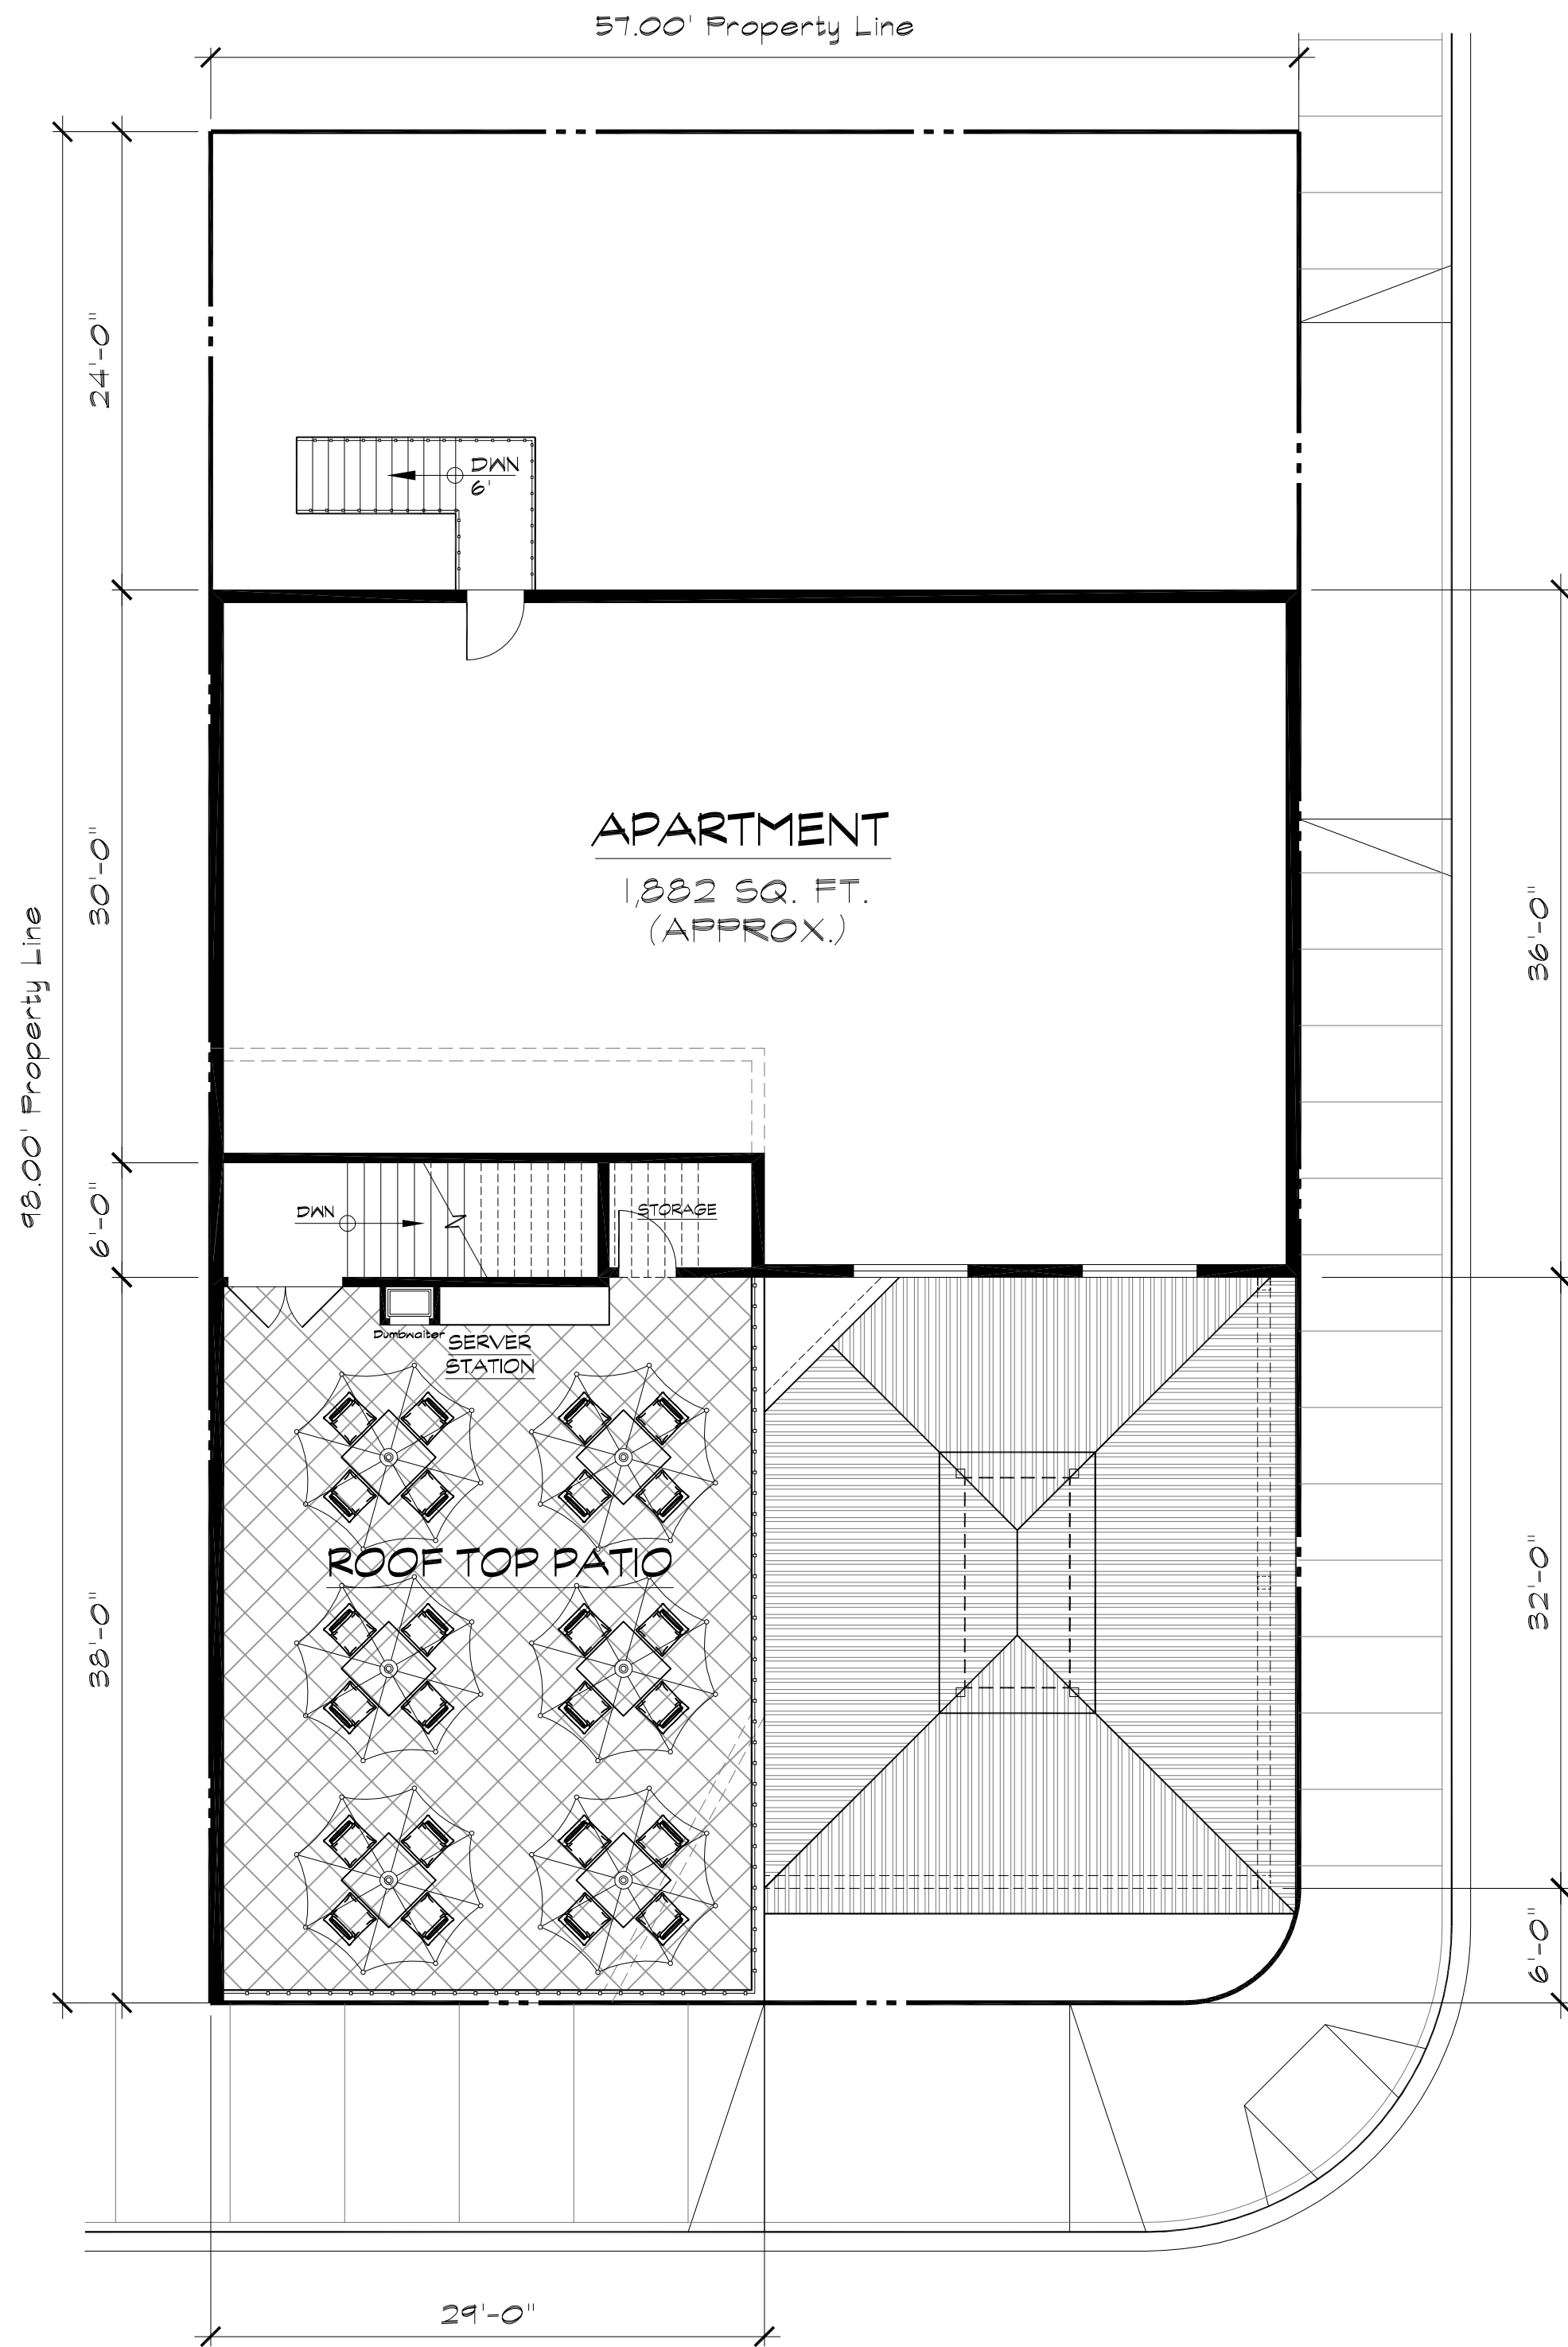 57.00' Property Line
24'-0"
DWN
6'
30'-0"
APARTMENT
1,882 SQ. FT.
(APPROX.)
36'-0"
98.00' Property Line
6'-0"
DWN
STORAGE
Dumbwaiter
SERVER
STATION
ROOF TOP PATIO
38'-0"
32'-0"
6'-0"
29'-0"